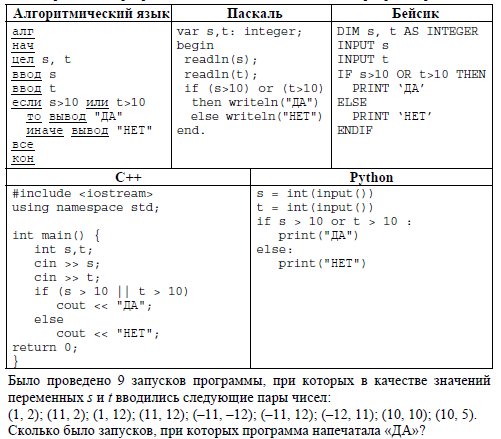 Алгоритмический язык
алг
нач
цел s, t
ввод s
ввод t
если s>10 или t>10
то вывод "ДА"
иначе вывод "НЕТ"
все
кон
Паскаль
var s,t: integer;
begin
readln(s);
readln(t);
if (s>10) or (t>10)
then writeln("ДА")
else writeln("НЕТ")
end.
Бейсик
DIM s, t AS INTEGER
INPUT s
INPUT t
IF s>10 OR t>10 THEN
PRINT ‘ДА’
ELSE
PRINT ‘НЕТ’
ENDIF
C++
#include <iostream>
using namespace std;

int main() {
int s,t;
cin >> s;
cin >> t;
if (s > 10 || t > 10)
cout << "ДА";
else
cout << "НЕТ";
return 0;
}
Python
s = int(input())
t = int(input())
if s > 10 or t > 10 :
print("ДА")
else:
print("НЕТ")
Было проведено 9 запусков программы, при которых в качестве значений
переменных s и t вводились следующие пары чисел:
(1, 2); (11, 2); (1, 12); (11, 12); (–11, –12); (–11, 12); (–12, 11); (10, 10); (10, 5).
Сколько было запусков, при которых программа напечатала «ДА»?